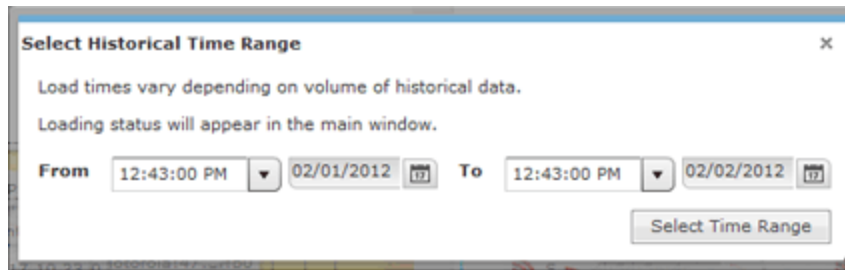 Select Historical Time Range
Load times vary depending on volume of historical data.
Loading status will appear in the main window.
From 12:43:00 PM 02/01/2012 17 To 12:43:00 PM 02/02/2012 17
Select Time Range